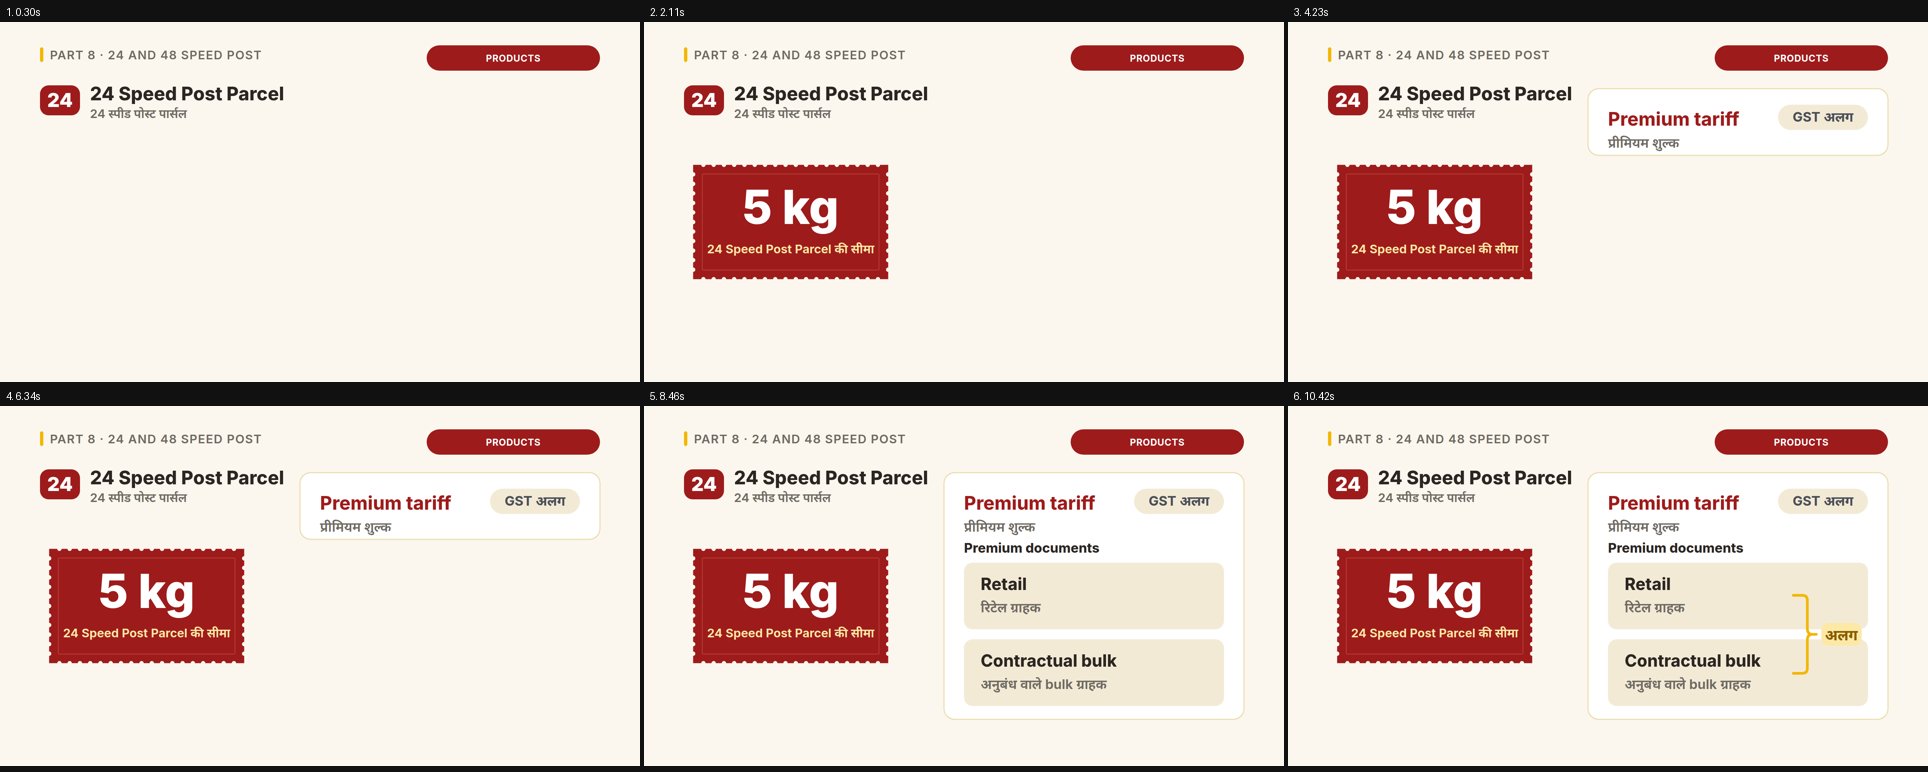 1. 0.30s
PART 8 · 24 AND 48 SPEED POST
PRODUCTS
24
24 Speed Post Parcel
24 स्पीड पोस्ट पार्सल
2. 2.11s
PART 8 · 24 AND 48 SPEED POST
PRODUCTS
24
24 Speed Post Parcel
24 स्पीड पोस्ट पार्सल
5 kg
24 Speed Post Parcel की सीमा
3. 4.23s
PART 8 · 24 AND 48 SPEED POST
PRODUCTS
24
24 Speed Post Parcel
24 स्पीड पोस्ट पार्सल
Premium tariff
GST अलग
प्रीमियम शुल्क
5 kg
24 Speed Post Parcel की सीमा
4. 6.34s
PART 8 · 24 AND 48 SPEED POST
PRODUCTS
24
24 Speed Post Parcel
24 स्पीड पोस्ट पार्सल
Premium tariff
GST अलग
प्रीमियम शुल्क
5 kg
24 Speed Post Parcel की सीमा
5. 8.46s
PART 8 · 24 AND 48 SPEED POST
PRODUCTS
24
24 Speed Post Parcel
24 स्पीड पोस्ट पार्सल
5 kg
24 Speed Post Parcel की सीमा
Premium tariff
GST अलग
प्रीमियम शुल्क
Premium documents
Retail
रिटेल ग्राहक
Contractual bulk
अनुबंध वाले bulk ग्राहक
6. 10.42s
PART 8 · 24 AND 48 SPEED POST
PRODUCTS
24
24 Speed Post Parcel
24 स्पीड पोस्ट पार्सल
5 kg
24 Speed Post Parcel की सीमा
Premium tariff
GST अलग
प्रीमियम शुल्क
Premium documents
Retail
रिटेल ग्राहक
अलग
Contractual bulk
अनुबंध वाले bulk ग्राहक